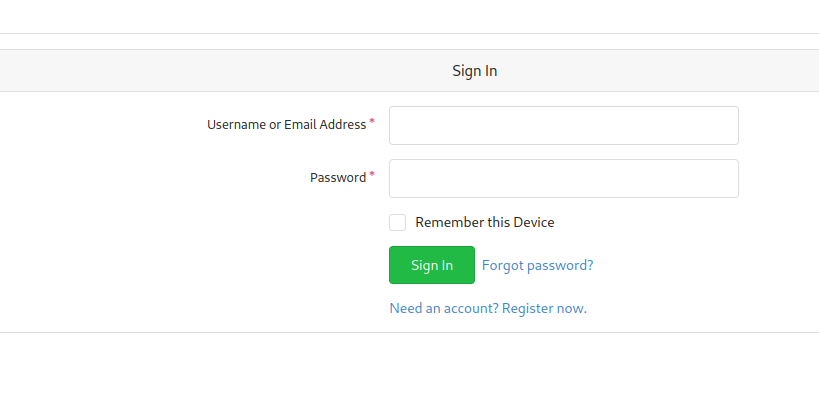 Sign In
Username or Email Address *
Password *
Remember this Device
Sign In Forgot password?
Need an account? Register now.